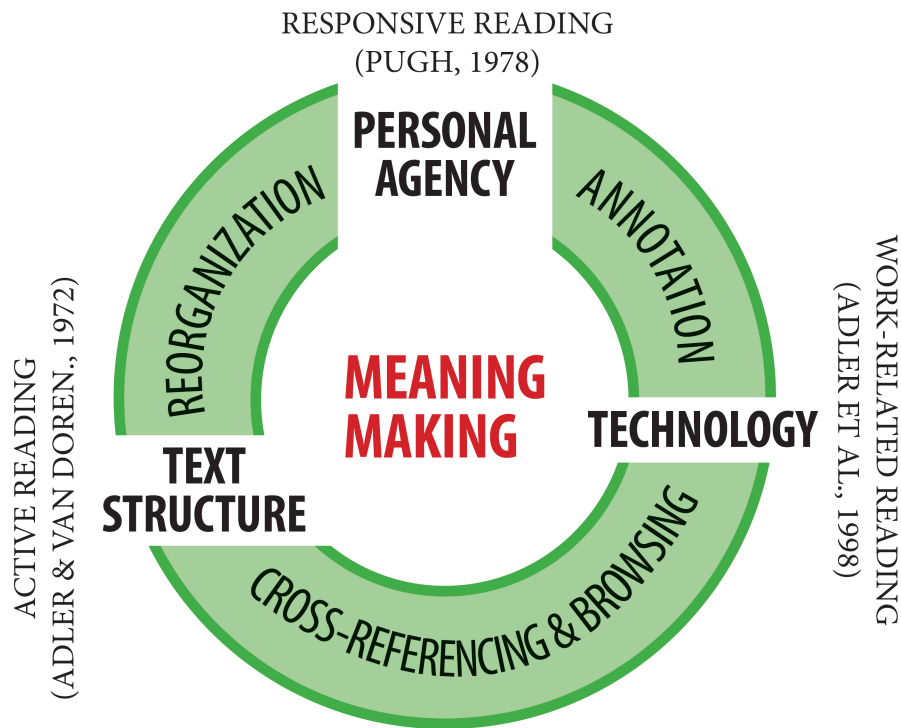 RESPONSIVE READING
(PUGH, 1978)
PERSONAL
AGENCY
REORGANIZATION
ANNOTATION
WORK-RELATED READING
(ADLER ET AL., 1998)
ACTIVE READING
(ADLER & VAN DOREN., 1972)
MEANING
MAKING
TECHNOLOGY
TEXT
STRUCTURE
CROSS-REFERENCING & BROWSING